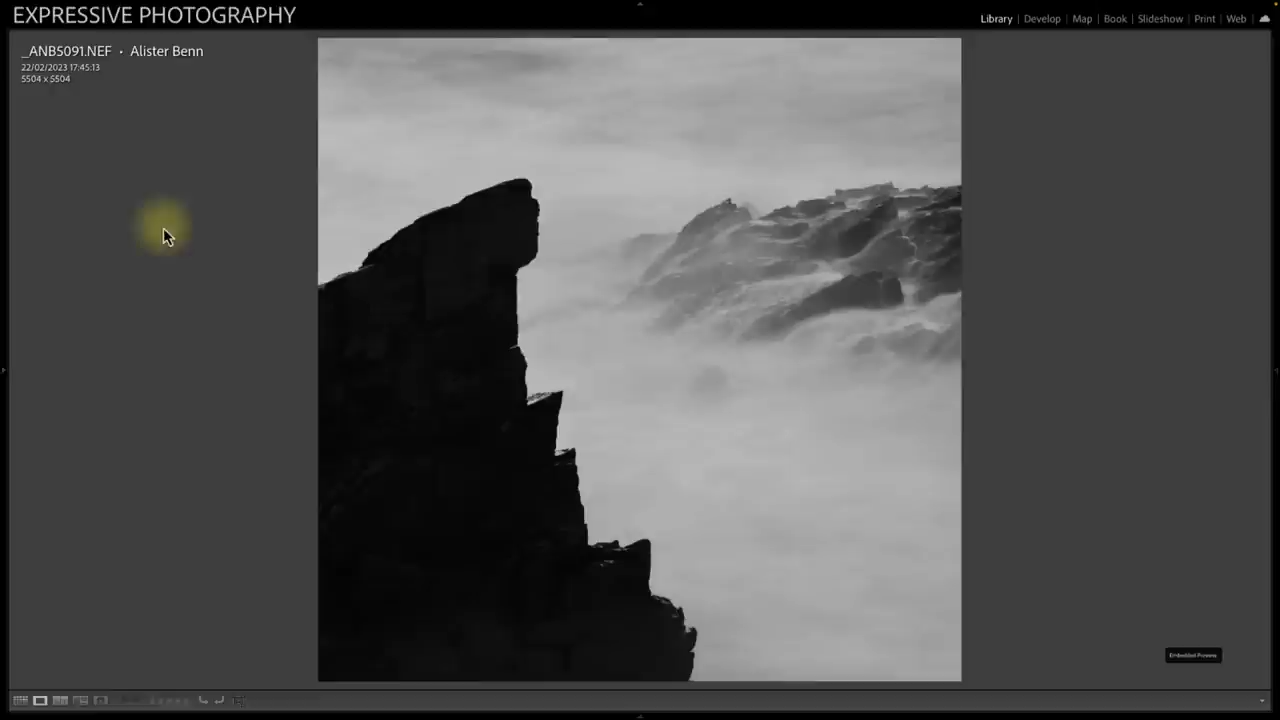 EXPRESSIVE PHOTOGRAPHY
Library | Develop | Map | Book | Slideshow | Print | Web |
_ANB5091.NEF • Alister Benn
22/02/2023 17:45:13
5504 x 5504
Embedded Preview